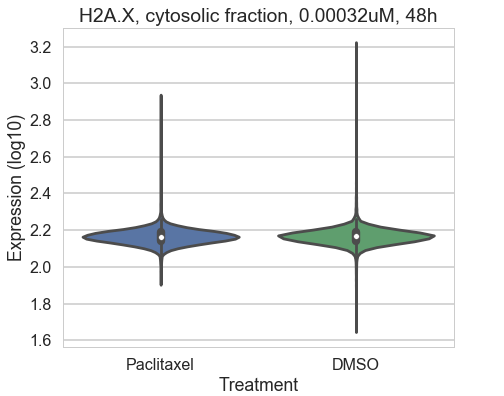 H2A.X, cytosolic fraction, 0.00032uM, 48h
Expression (log10)
3.2
3.0
2.8
2.6
2.4
2.2
2.0
1.8
1.6
Paclitaxel
DMSO
Treatment